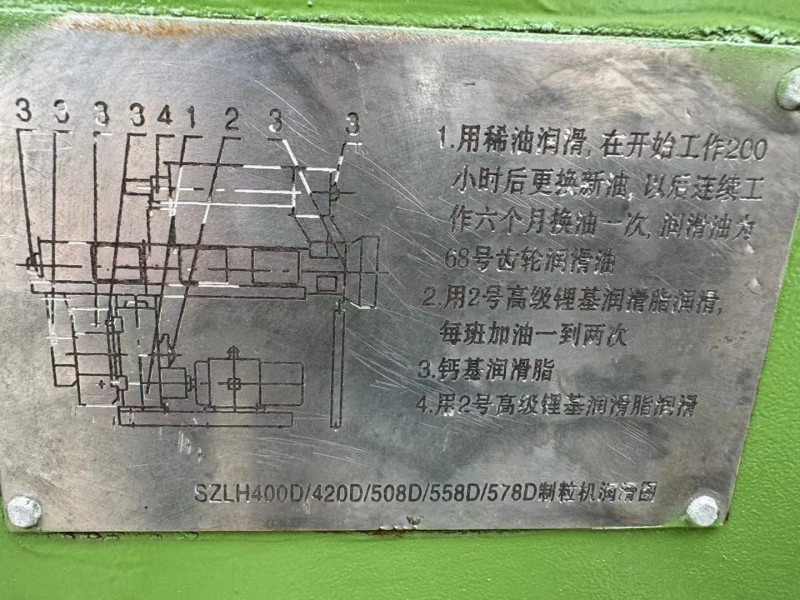 3 3 3 3 4 1 2 3 3
1.用稀油润滑,在开始工作200
小时后更换新油,以后连续工
作六个月换油一次,润滑油为
68号齿轮润滑油
2.用2号高级锂基润滑脂润滑,
每班加油一到两次
3.钙基润滑脂
4.用2号高级锂基润滑脂润滑
SZLH400D/420D/508D/558D/578D制粒机润滑图